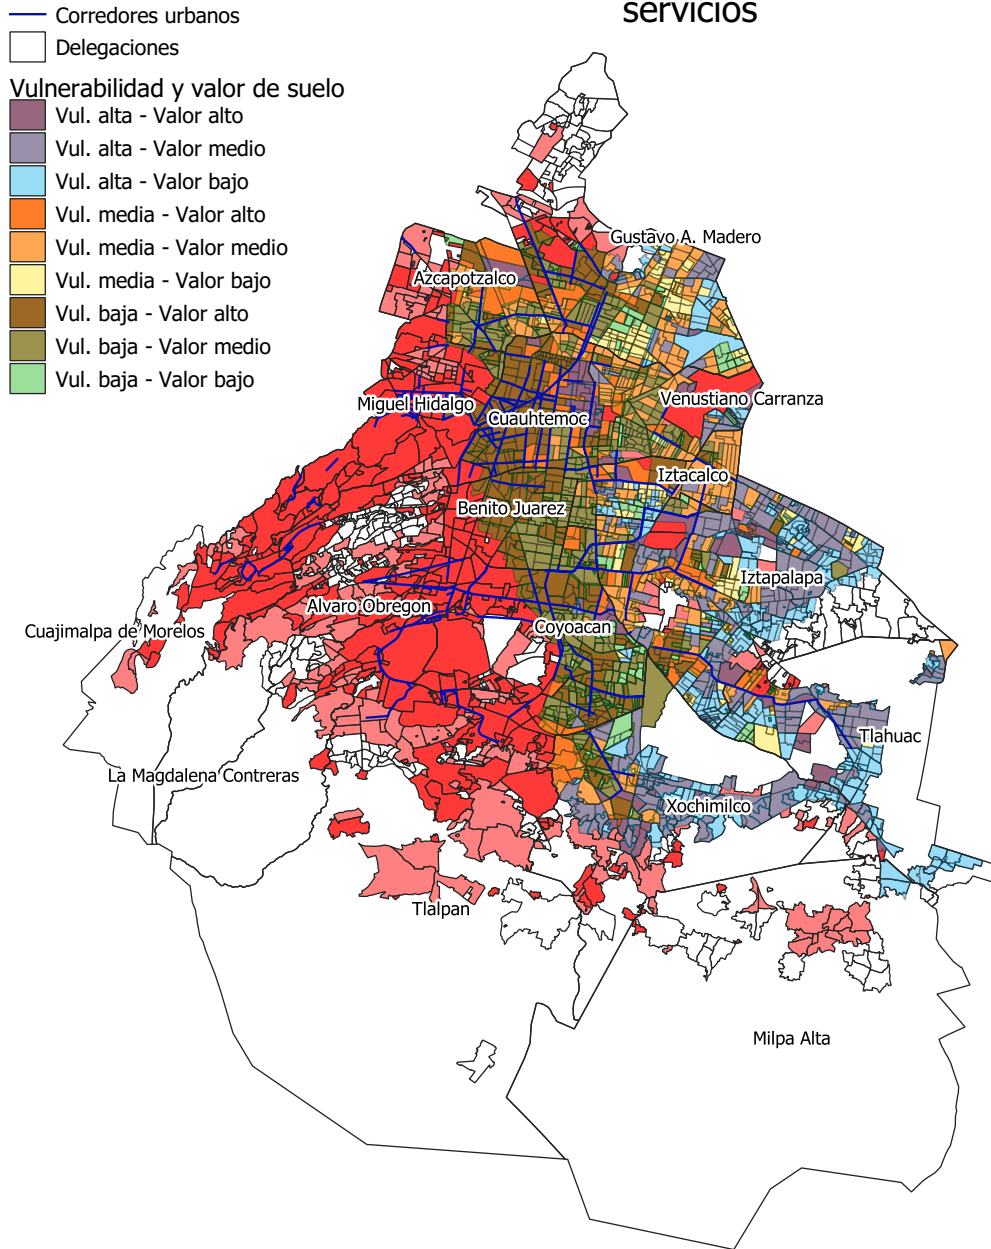 servicios
Corredores urbanos
Delegaciones
Vulnerabilidad y valor de suelo
Vul. alta - Valor alto
Vul. alta - Valor medio
Vul. alta - Valor bajo
Vul. media - Valor alto
Vul. media - Valor medio
Vul. media - Valor bajo
Vul. baja - Valor alto
Vul. baja - Valor medio
Vul. baja - Valor bajo
Gustavo A. Madero
Azcapotzalco
Miguel Hidalgo
Venustiano Carranza
Cuauhtemoc
Iztacalco
Benito Juarez
Iztapalapa
Alvaro Obregon
Coyoacan
Cuajimalpa de Morelos
Tlahuac
La Magdalena Contreras
Xochimilco
Tlalpan
Milpa Alta